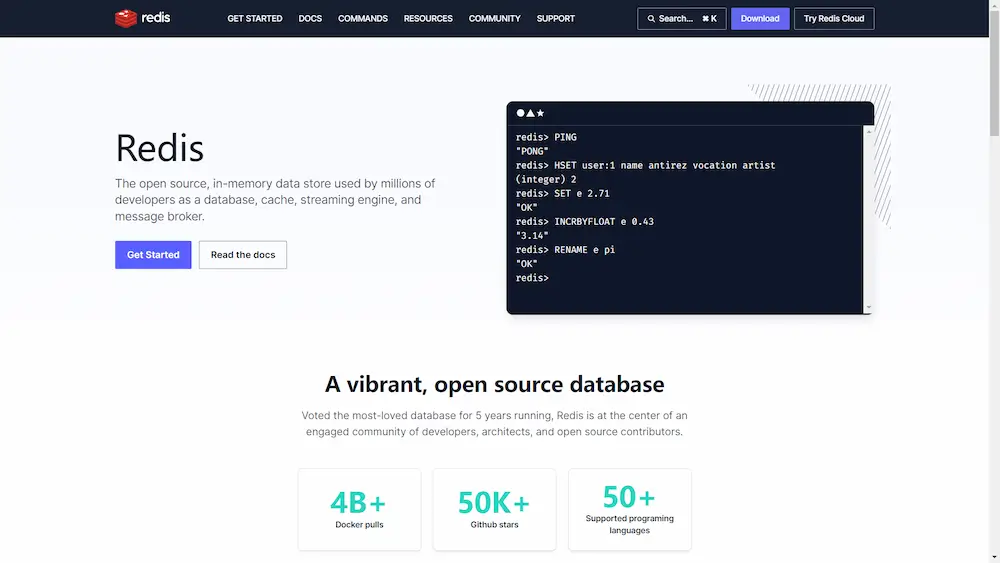 redis
GET STARTED
DOCS
COMMANDS
RESOURCES
COMMUNITY
SUPPORT
Search... ⌘ K
Download
Try Redis Cloud
Redis
The open source, in-memory data store used by millions of
developers as a database, cache, streaming engine, and
message broker.
Get Started
Read the docs
redis> PING
"PONG"
redis> HSET user:1 name antirez vocation artist
(integer) 2
redis> SET e 2.71
"OK"
redis> INCRBYFLOAT e 0.43
"3.14"
redis> RENAME e pi
"OK"
redis>
A vibrant, open source database
Voted the most-loved database for 5 years running, Redis is at the center of an
engaged community of developers, architects, and open source contributors.
4B+
Docker pulls
50K+
Github stars
50+
Supported programing
languages